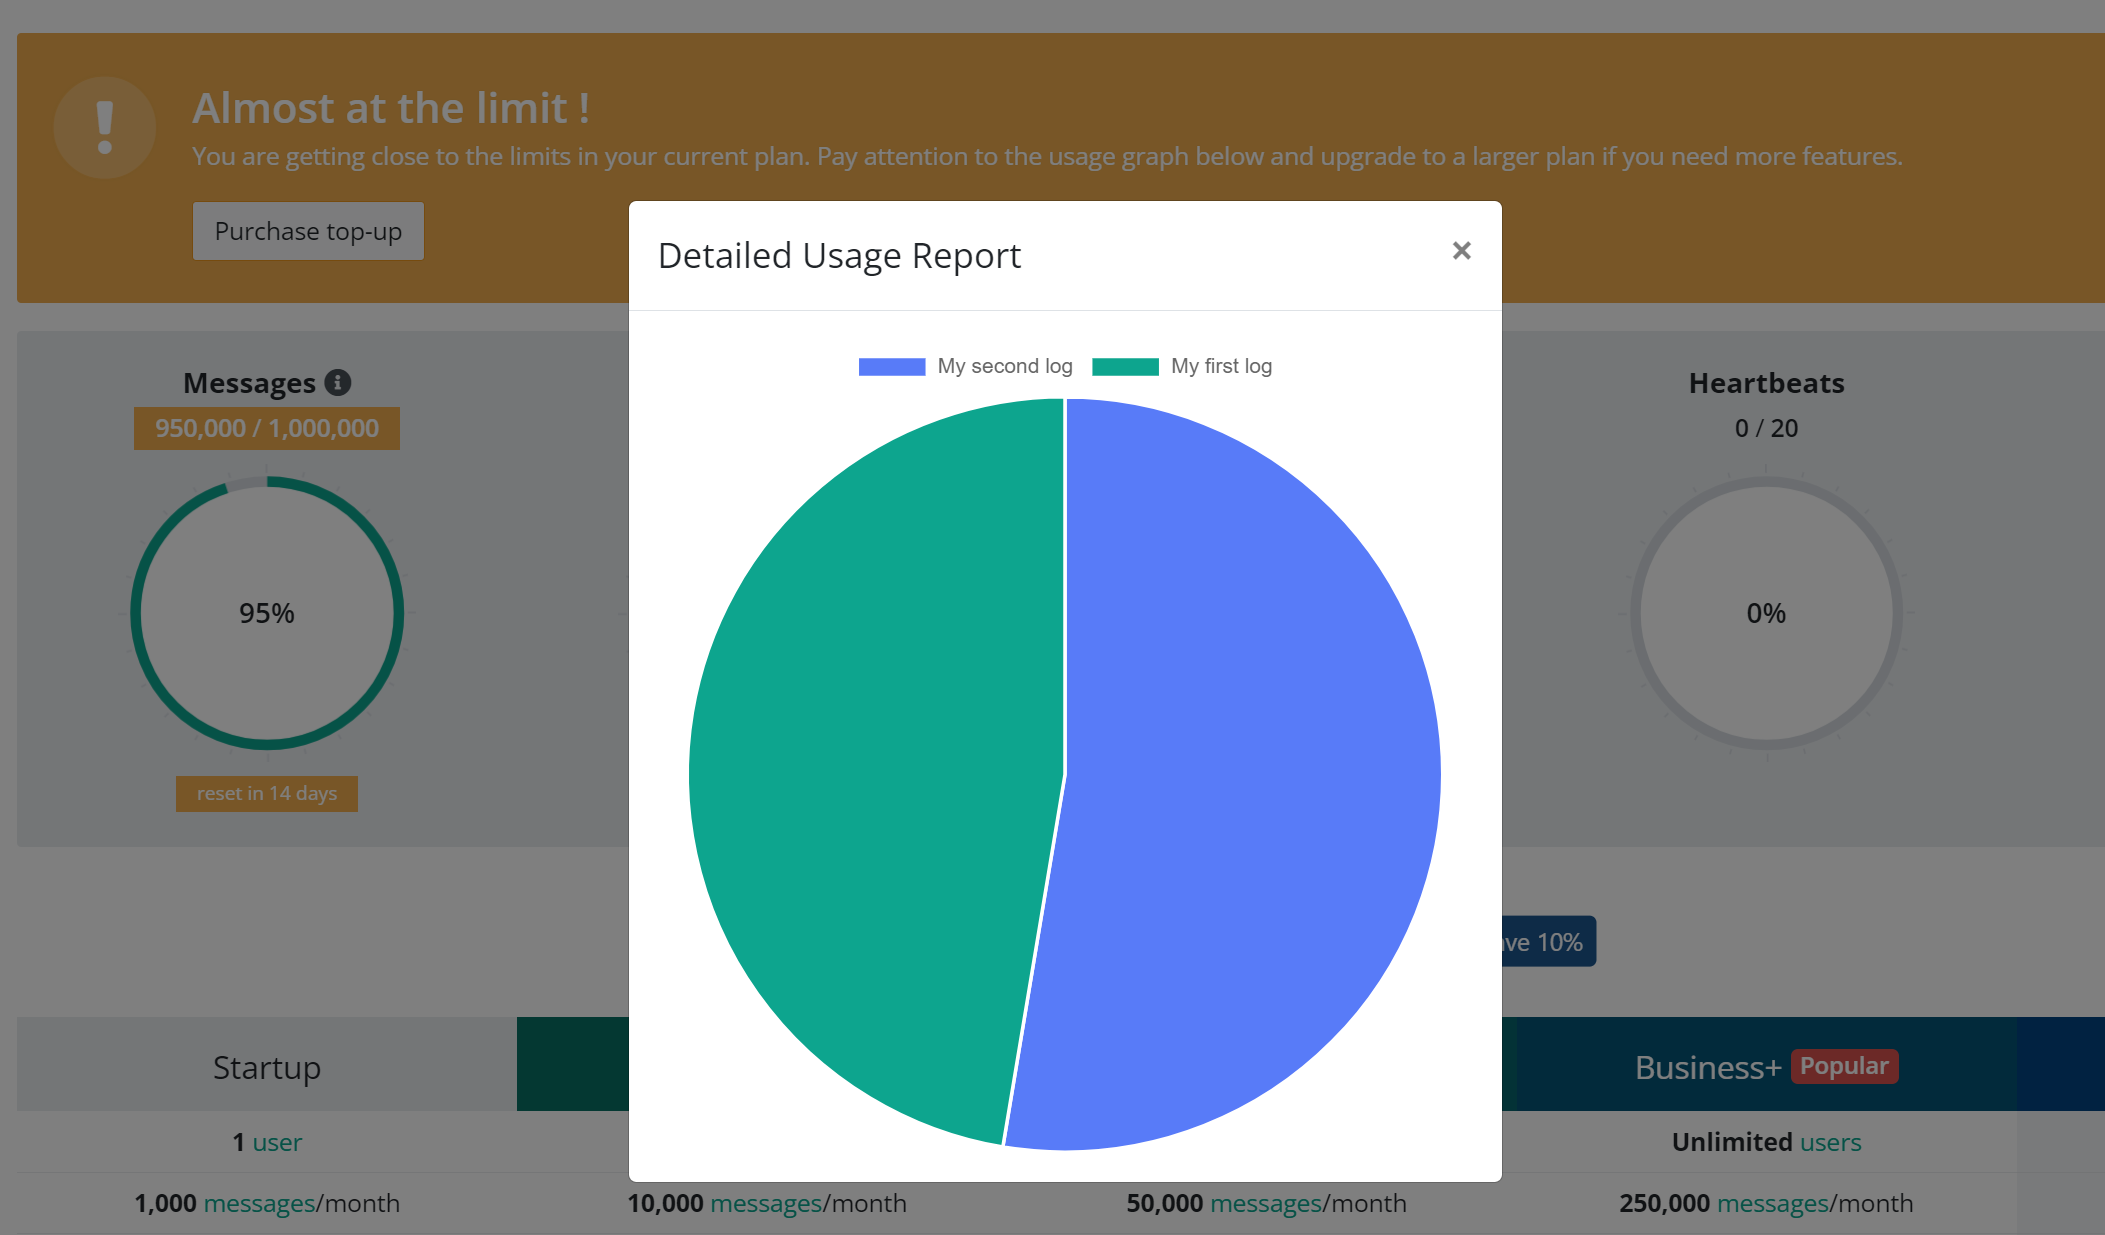 Almost at the limit !
You are getting close to the limits in your current plan. Pay attention to the usage graph below and upgrade to a larger plan if you need more features.
Purchase top-up
Detailed Usage Report
×
My second log My first log
Messages
950,000 / 1,000,000
95%
reset in 14 days
Heartbeats
0 / 20
0%
10%
Startup
Business+ Popular
1 user
Unlimited users
1,000 messages/month
10,000 messages/month
50,000 messages/month
250,000 messages/month